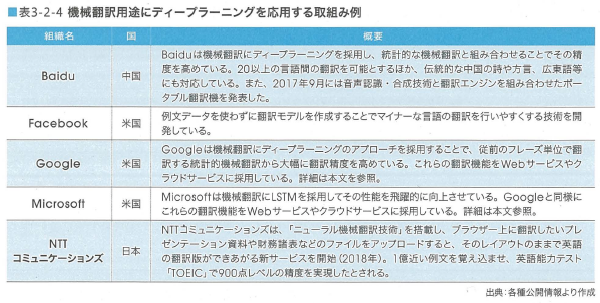 ■表3-2-4 機械翻訳用途にディープラーニングを応用する取組み例
組織名 国 概要
Baidu 中国
Baiduは機械翻訳にディープラーニングを採用し、統計的な機械翻訳と組み合わせることでその精
度を高めている。20以上の言語間の翻訳を可能とするほか、伝統的な中国の詩や方言、広東語等
にも対応している。また、2017年9月には音声認識・合成技術と翻訳エンジンを組み合わせたポー
タブル翻訳機を発表した。
Facebook 米国
例文データを使わずに翻訳モデルを作成することでマイナーな言語の翻訳を行いやすくする技術を開
発している。
Google 米国
Googleは機械翻訳にディープラーニングのアプローチを採用することで、従前のフレーズ単位で翻
訳する統計的機械翻訳から大幅に翻訳精度を高めている。これらの翻訳機能をWebサービスやク
ラウドサービスに採用している。詳細は本文を参照。
Microsoft 米国
Microsoftは機械翻訳にLSTMを採用してその性能を飛躍的に向上させている。Googleと同様に
これらの翻訳機能をWebサービスやクラウドサービスに採用している。詳細は本文参照。
NTT
コミュニケーションズ 日本
NTTコミュニケーションズは、「ニューラル機械翻訳技術」を搭載し、ブラウザー上に翻訳したいプレ
ゼンテーション資料や財務諸表などのファイルをアップロードすると、そのレイアウトのままで英語
の翻訳版ができあがる新サービスを開始(2018年)。1億近い例文を覚え込ませ、英語能力テスト
「TOEIC」で900点レベルの精度を実現したとされる。
出典:各種公開情報より作成